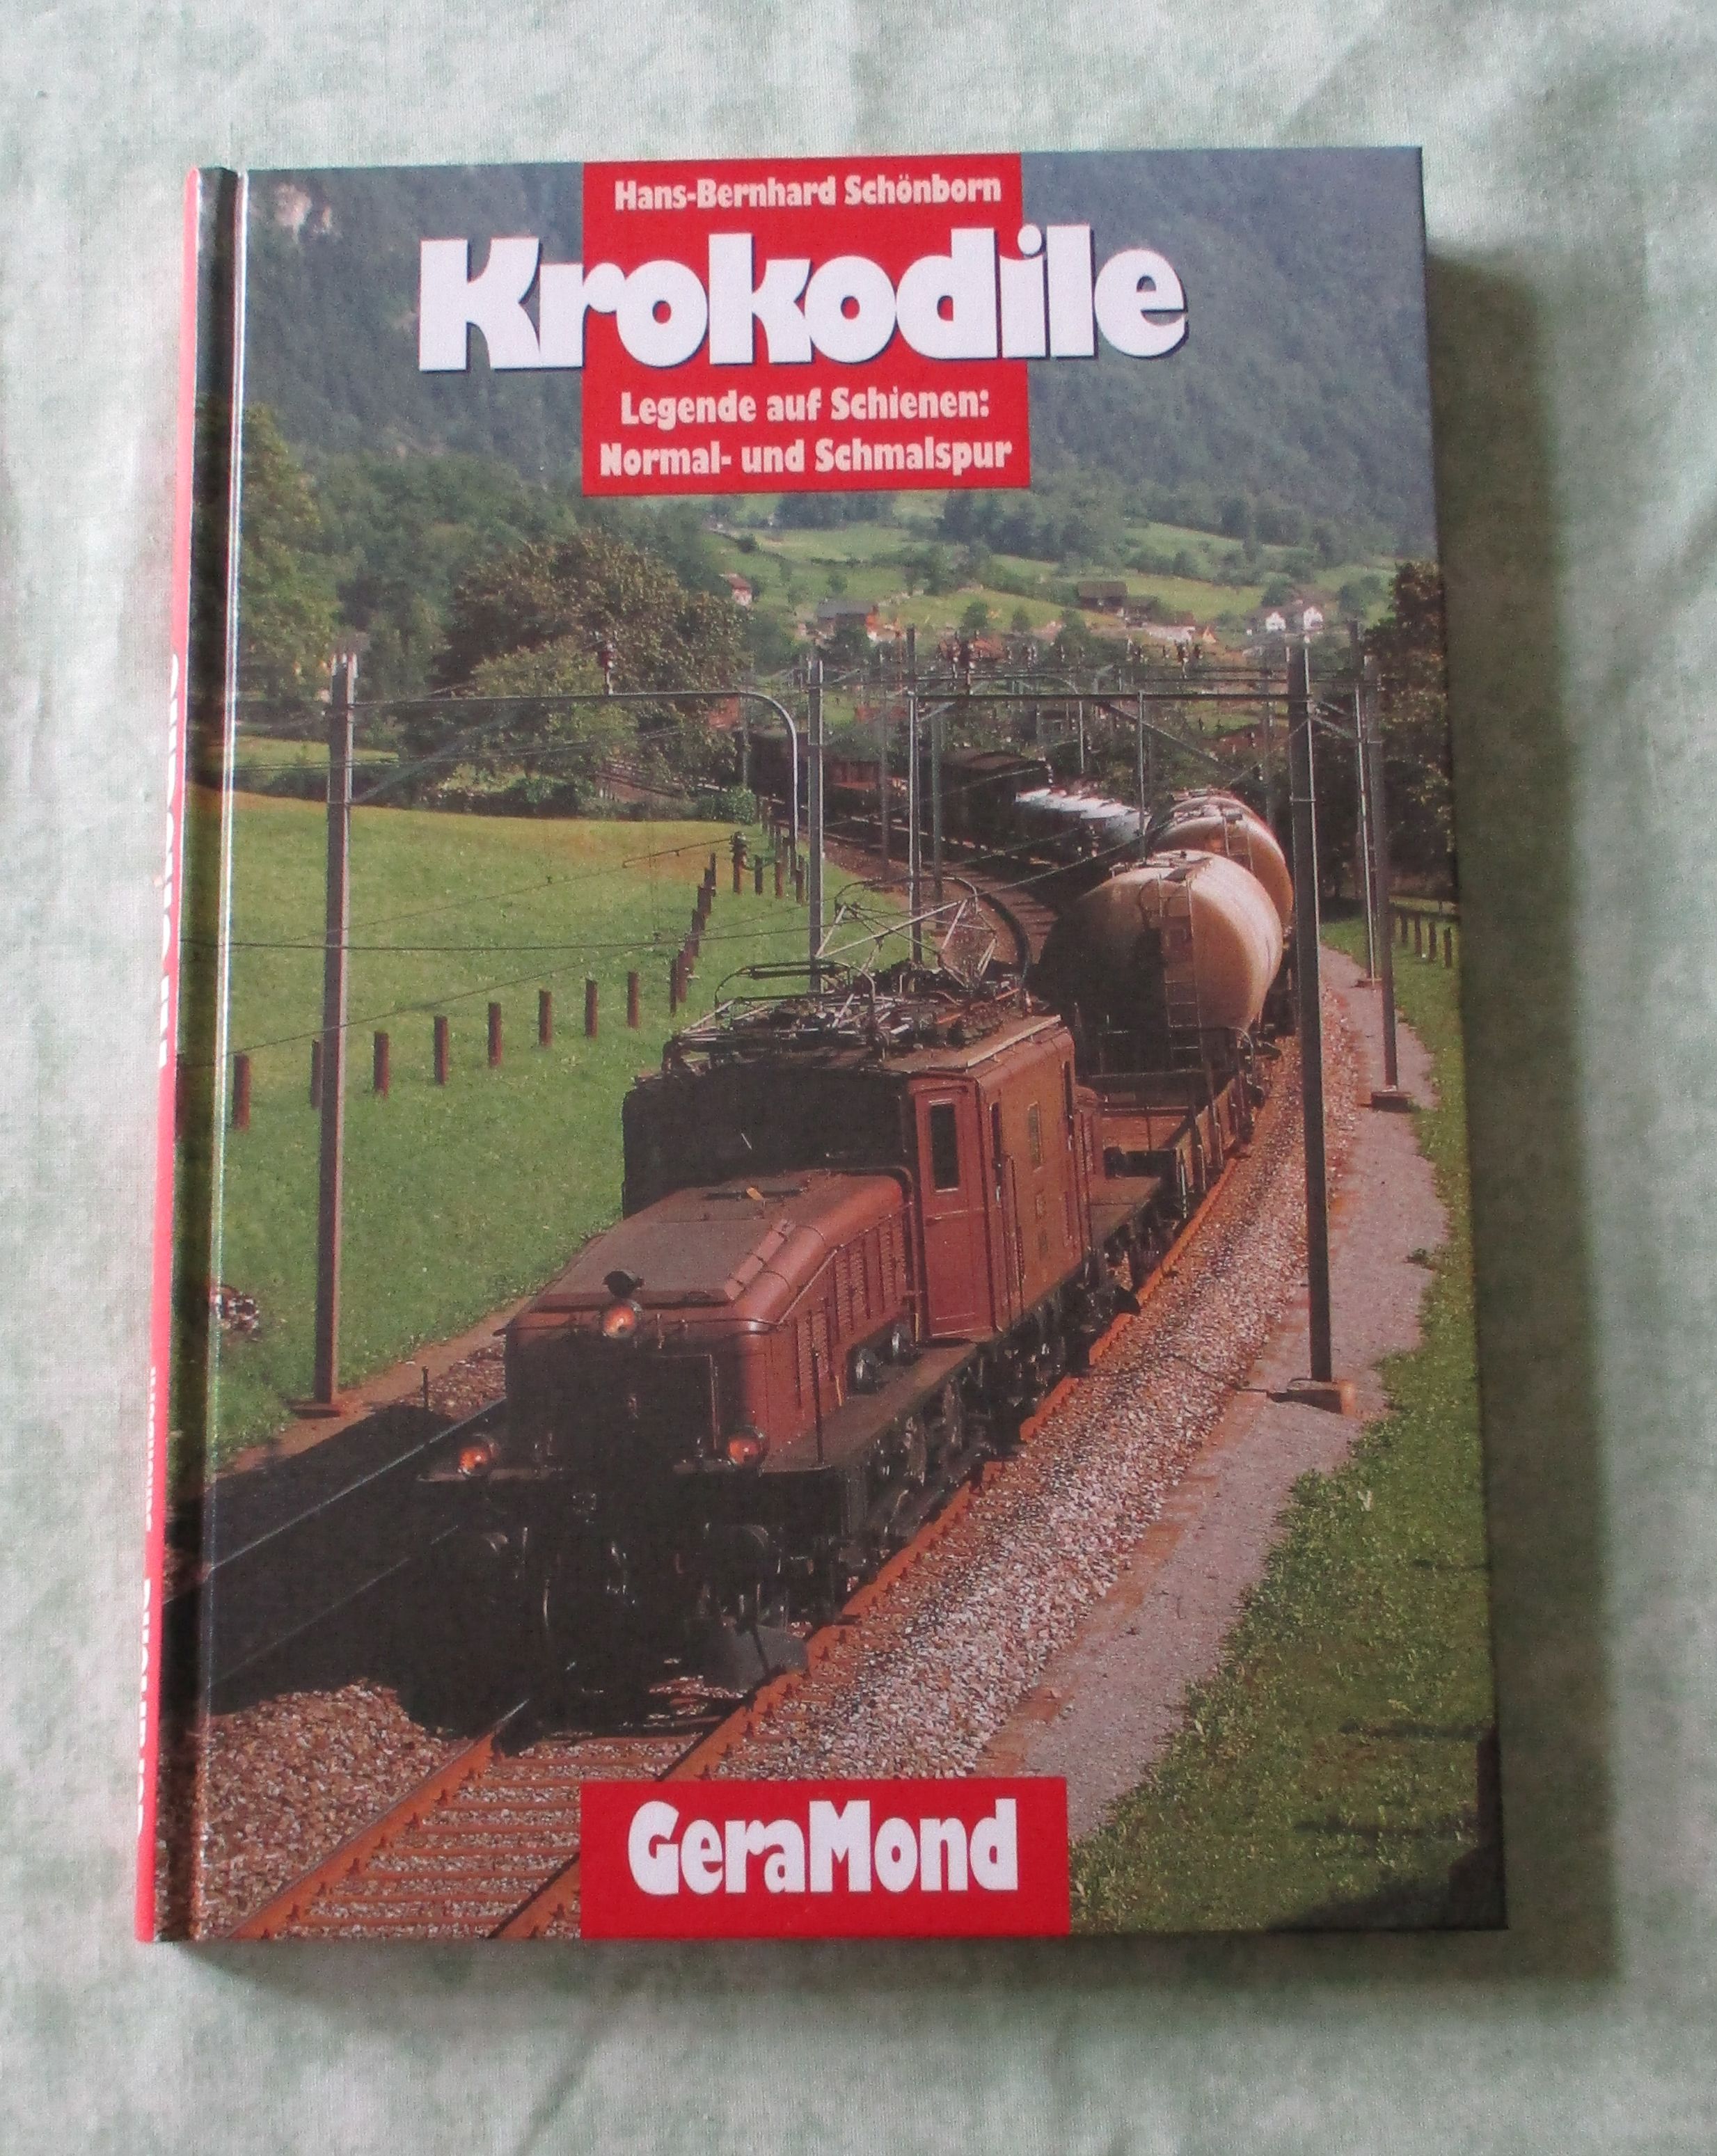 Hans-Bernhard Schönborn
Krokodile
Legende auf Schienen:
Normal- und Schmalspur
GeraMond